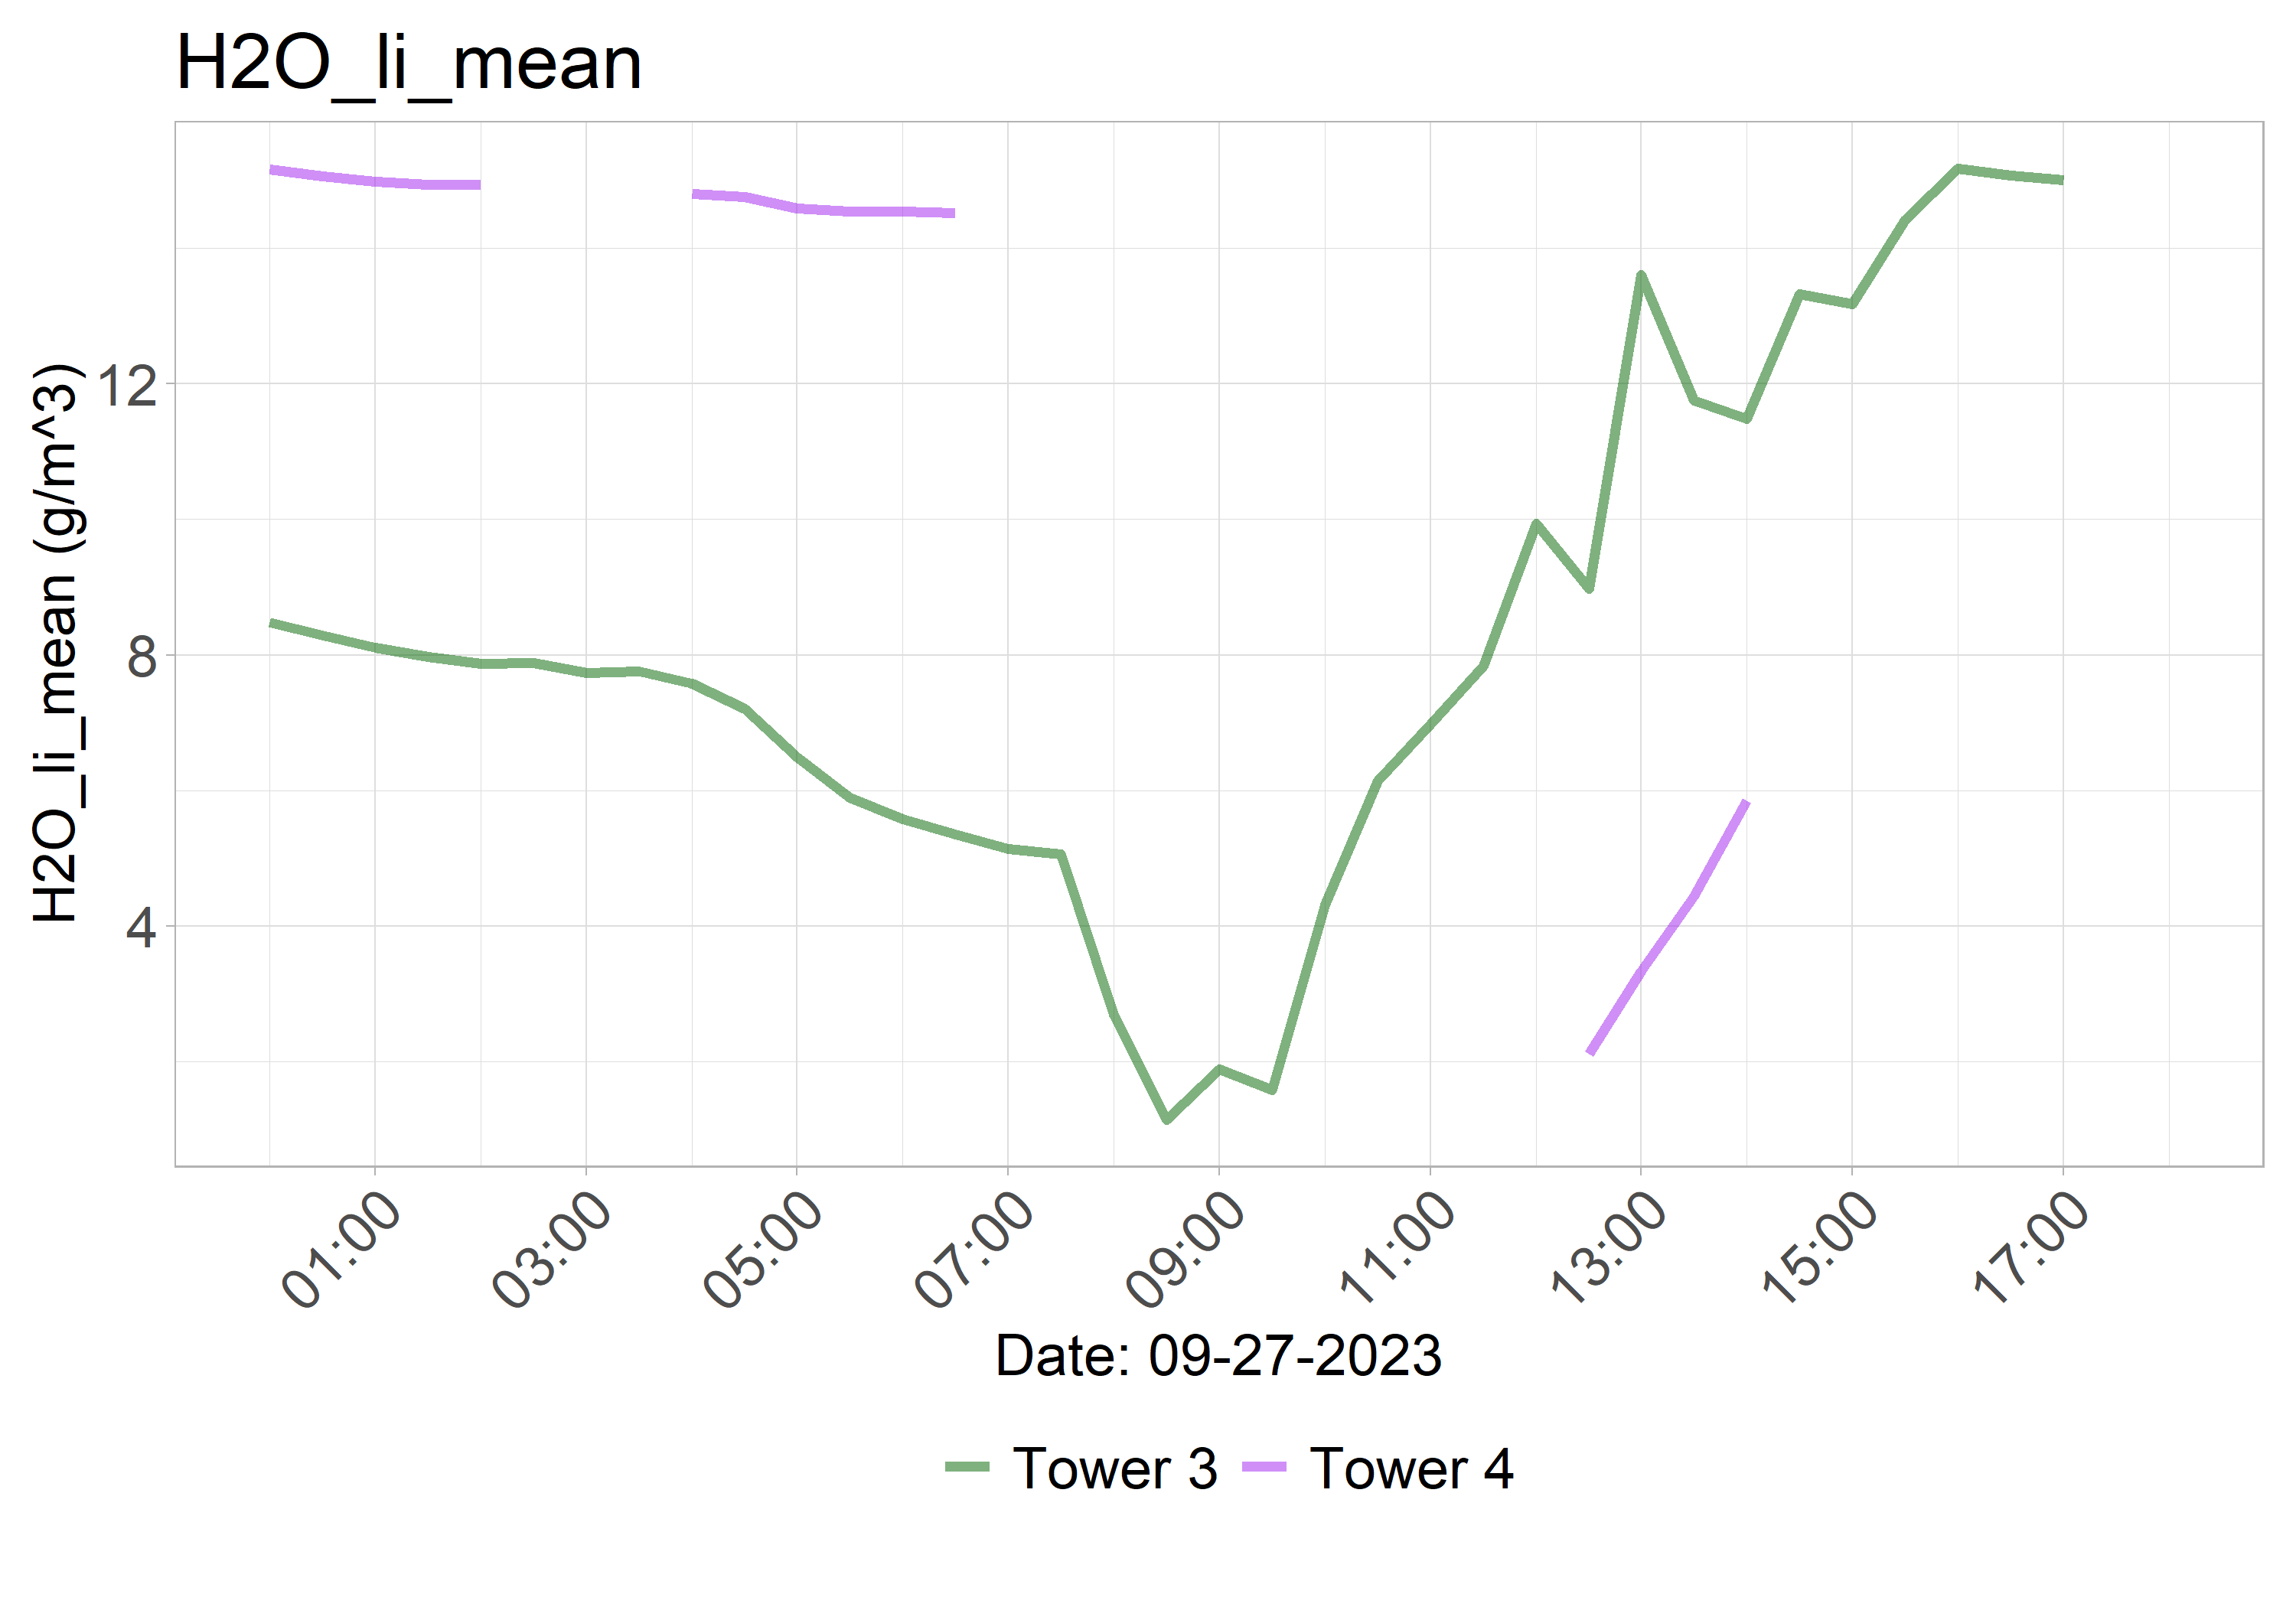 H2O_li_mean
H2O_li_mean (g/m^3)
12
8
4
01:00 03:00 05:00 07:00 09:00 11:00 13:00 15:00 17:00
Date: 09-27-2023
Tower 3 Tower 4